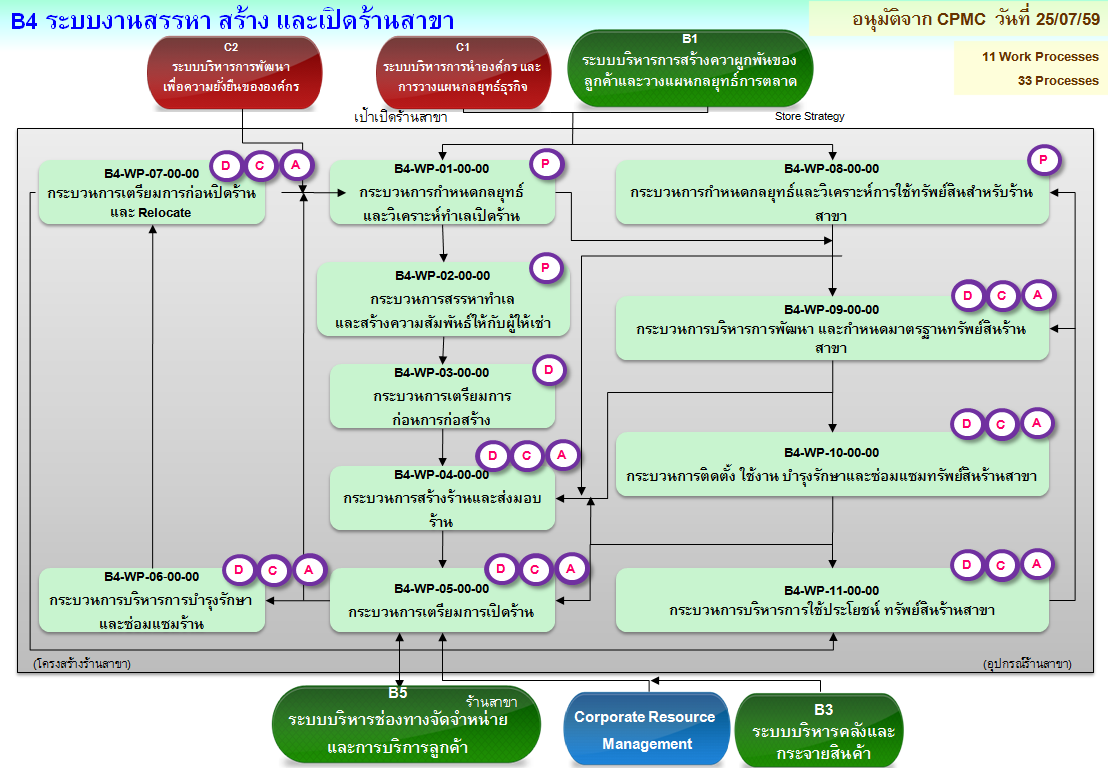 B4 ระบบงานสรรหา สร้าง และเปิดร้านสาขา
อนุมัติจาก CPMC วันที่ 25/07/59
11 Work Processes
33 Processes
C2
ระบบบริหารการพัฒนา
เพื่อความยั่งยืนขององค์กร
C1
ระบบบริหารการนำองค์กร และ
การวางแผนกลยุทธ์ธุรกิจ
B1
ระบบบริหารการสร้างความผูกพันของ
ลูกค้าและวางแผนกลยุทธ์การตลาด
เป้าเปิดร้านสาขา
Store Strategy
B4-WP-07-00-00
D C A
กระบวนการเตรียมการก่อนปิดร้าน
และ Relocate
B4-WP-01-00-00
P
กระบวนการกำหนดกลยุทธ์
และวิเคราะห์ทำเลเปิดร้าน
B4-WP-08-00-00
P
กระบวนการกำหนดกลยุทธ์และวิเคราะห์การใช้ทรัพย์สินสำหรับร้าน
สาขา
B4-WP-02-00-00
P
กระบวนการสรรหาทำเล
และสร้างความสัมพันธ์ให้กับผู้ให้เช่า
B4-WP-09-00-00
D C A
กระบวนการบริหารการพัฒนา และกำหนดมาตรฐานทรัพย์สินร้าน
สาขา
B4-WP-03-00-00
D
กระบวนการเตรียมการ
ก่อนการก่อสร้าง
B4-WP-10-00-00
D C A
กระบวนการติดตั้ง ใช้งาน บำรุงรักษาและซ่อมแซมทรัพย์สินร้านสาขา
B4-WP-04-00-00
D C A
กระบวนการสร้างร้านและส่งมอบ
ร้าน
B4-WP-06-00-00
D C A
กระบวนการบริหารการบำรุงรักษา
และซ่อมแซมร้าน
B4-WP-05-00-00
D C A
กระบวนการเตรียมการเปิดร้าน
B4-WP-11-00-00
D C A
กระบวนการบริหารการใช้ประโยชน์ ทรัพย์สินร้านสาขา
(โครงสร้างร้านสาขา)
(อุปกรณ์ร้านสาขา)
B5
ร้านสาขา
ระบบบริหารช่องทางจัดจำหน่าย
และการบริการลูกค้า
Corporate Resource
Management
B3
ระบบบริหารคลังและ
กระจายสินค้า